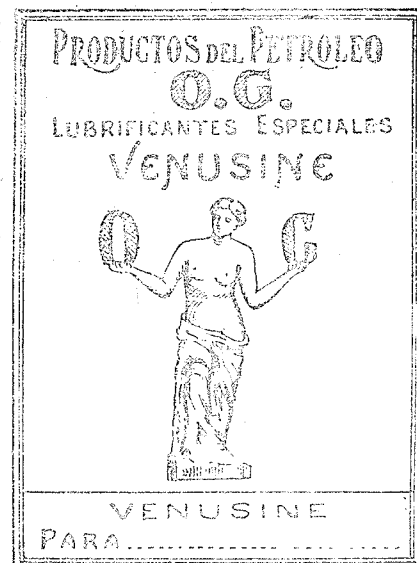 PRODUCTOS DEL PETROLEO
O.G.
LUBRIFICANTES ESPECIALES
VENUSINE
O G
VENUSINE
PARA....................